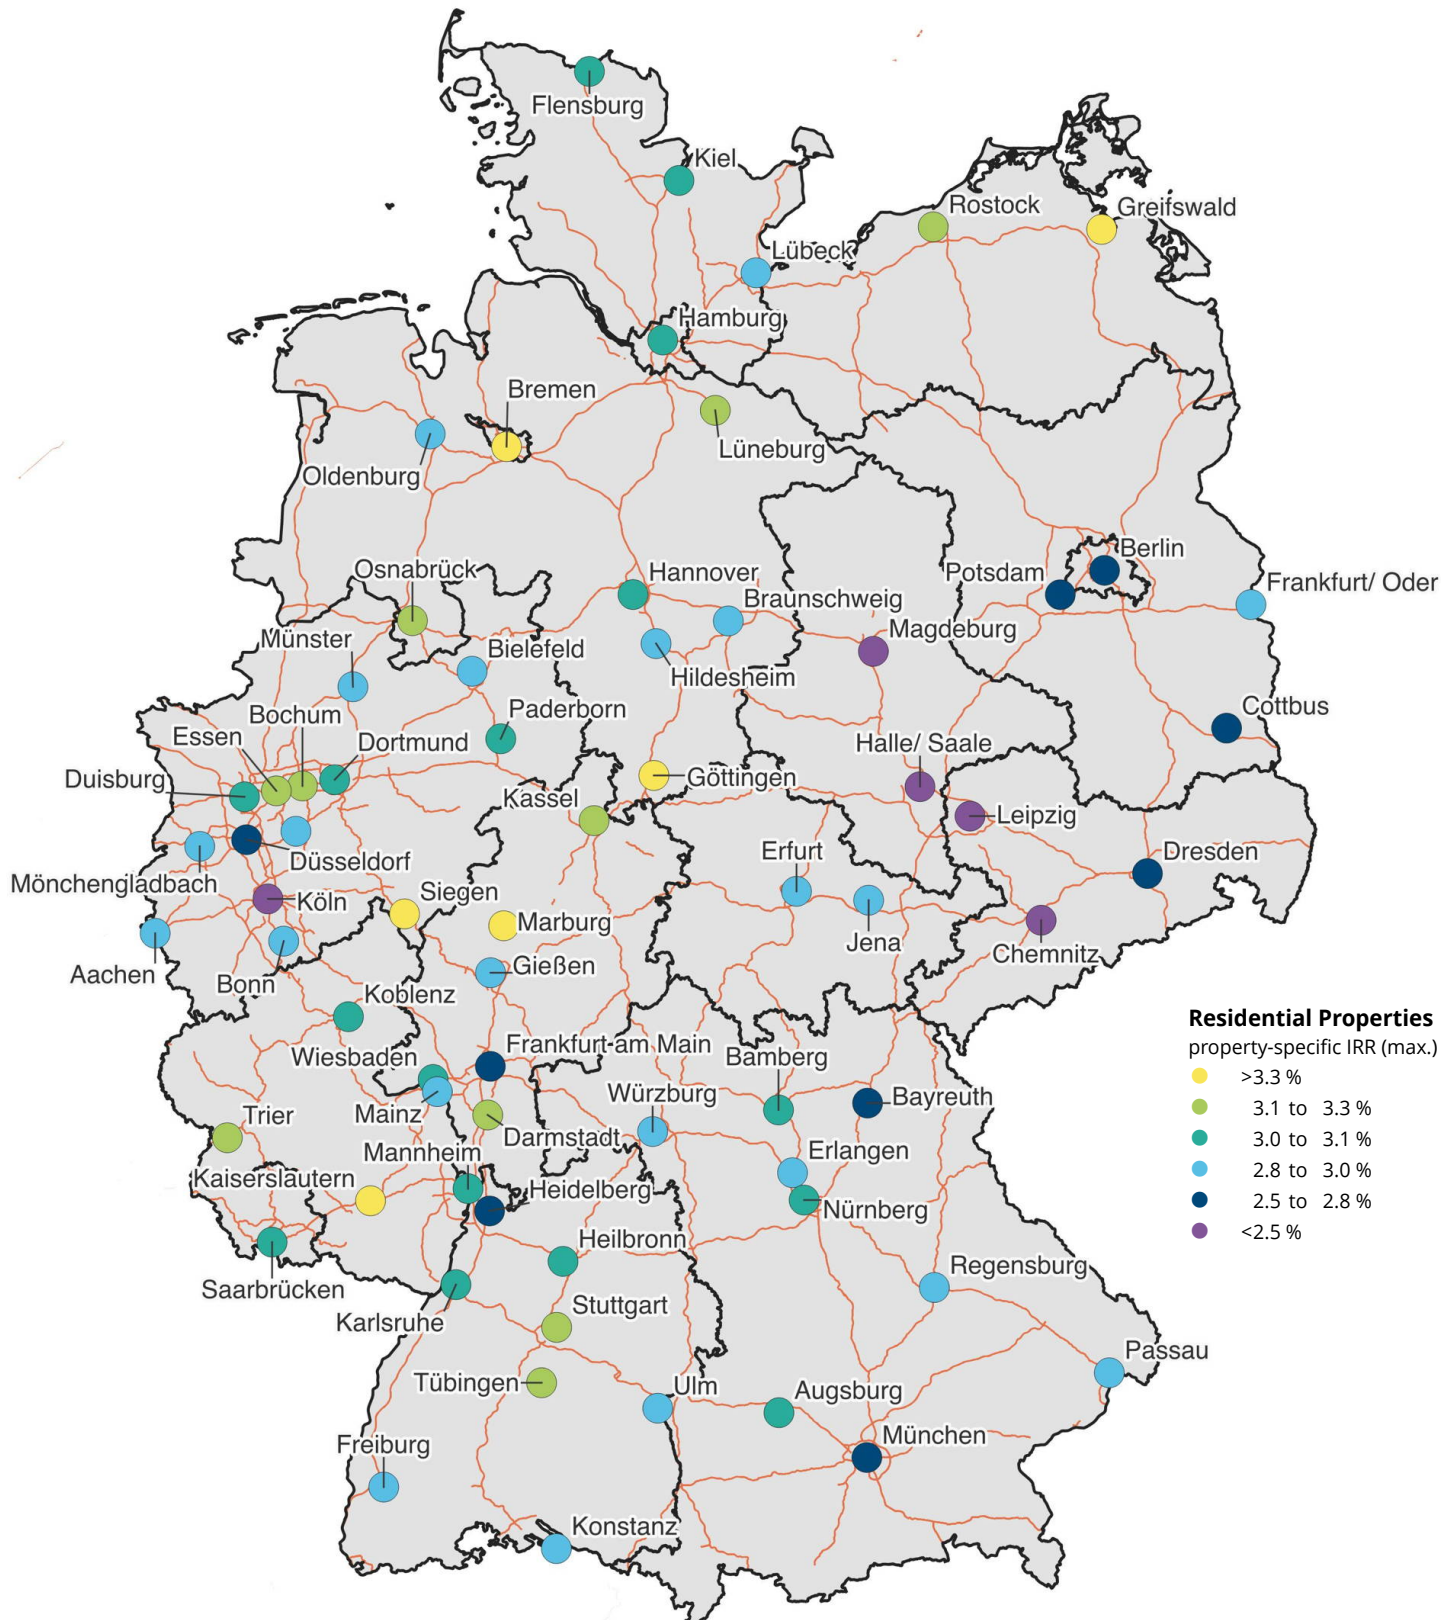 Flensburg
Kiel
Rostock
Greifswald
Lübeck
Hamburg
Bremen
Lüneburg
Oldenburg
Berlin
Osnabrück
Hannover
Potsdam
Frankfurt/ Oder
Braunschweig
Magdeburg
Münster
Bielefeld
Hildesheim
Paderborn
Cottbus
Bochum
Essen
Dortmund
Halle/ Saale
Duisburg
Göttingen
Kassel
Leipzig
Erfurt
Dresden
Düsseldorf
Mönchengladbach
Siegen
Köln
Marburg
Jena
Chemnitz
Gießen
Aachen
Bonn
Koblenz
Residential Properties
property-specific IRR (max.)
>3.3 %
3.1 to 3.3 %
3.0 to 3.1 %
2.8 to 3.0 %
2.5 to 2.8 %
<2.5 %
Frankfurt am Main
Wiesbaden
Bamberg
Würzburg
Bayreuth
Mainz
Trier
Darmstadt
Mannheim
Erlangen
Kaiserslautern
Heidelberg
Nürnberg
Heilbronn
Regensburg
Saarbrücken
Stuttgart
Karlsruhe
Passau
Tübingen
Ulm
Augsburg
München
Freiburg
Konstanz